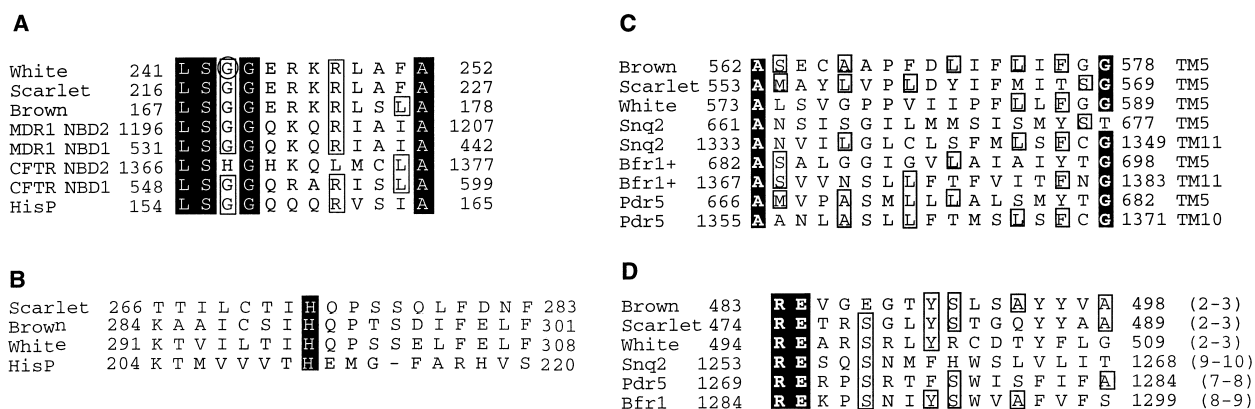 A
White 241 L S G G E R K R L A F A 252
Scarlet 216 L S G G E R K R L A F A 227
Brown 167 L S G G E R K R L S L A 178
MDR1 NBD2 1196 L S G G Q K Q R I A I A 1207
MDR1 NBD1 531 L S G G Q K Q R I A I A 442
CFTR NBD2 1366 L S H G H K Q L M C L A 1377
CFTR NBD1 548 L S G G Q R A R I S L A 599
HisP 154 L S G G Q Q Q R V S I A 165
B
Scarlet 266 T T I L C T I H Q P S S Q L F D N F 283
Brown 284 K A A I C S I H Q P T S D I F E L F 301
White 291 K T V I L T I H Q P S S E L F E L F 308
HisP 204 K T M V V V T H E M G - F A R H V S 220
C
Brown 562 A S E C A A P F D L I F L I F G G 578 TM5
Scarlet 553 A M A Y L V P L D Y I F M I T S G 569 TM5
White 573 A L S V G P P V I I P F L L F G G 589 TM5
Snq2 661 A N S I S G I L M M S I S M Y S T 677 TM5
Snq2 1333 A N V I L G L C L S F M L S F C G 1349 TM11
Bfr1+ 682 A S A L G G I G V L A I A I Y T G 698 TM5
Bfr1+ 1367 A S V V N S L L F T F V I T F N G 1383 TM11
Pdr5 666 A M V P A S M L L L A L S M Y T G 682 TM5
Pdr5 1355 A A N L A S L L F T M S L S F C G 1371 TM10
D
Brown 483 R E V G E G T Y S L S A Y Y V A 498 (2-3)
Scarlet 474 R E T R S G L Y S T G Q Y Y A A 489 (2-3)
White 494 R E A R S R L Y R C D T Y F L G 509 (2-3)
Snq2 1253 R E S Q S N M F H W S L V L I T 1268 (9-10)
Pdr5 1269 R E R P S R T F S W I S F I F A 1284 (7-8)
Bfr1 1284 R E K P S N I Y S W V A F V F S 1299 (8-9)